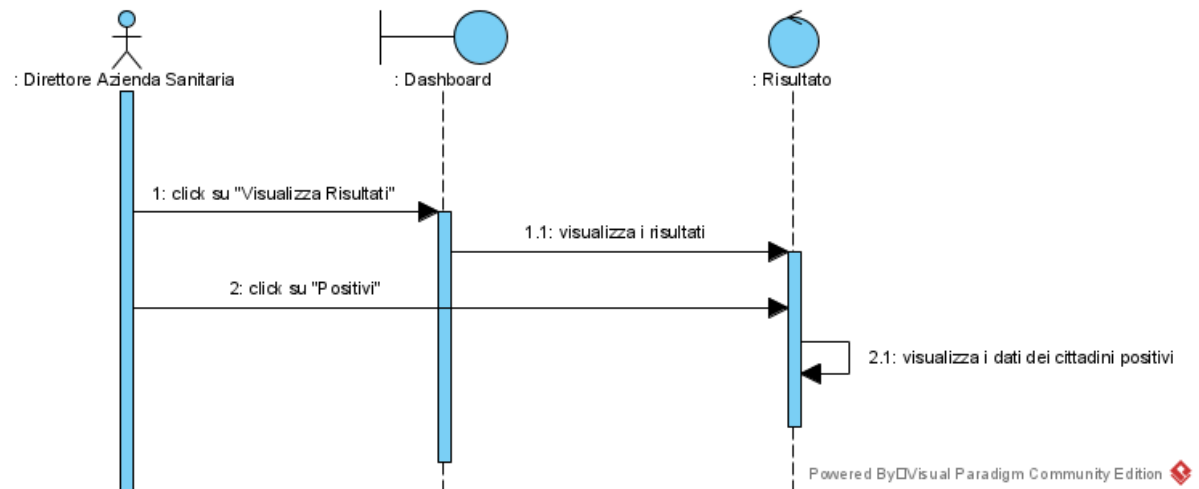 : Direttore Azienda Sanitaria
: Dashboard
: Risultato
1: click su "Visualizza Risultati"
1.1: visualizza i risultati
2: click su "Positivi"
2.1: visualizza i dati dei cittadini positivi
Powered By□Visual Paradigm Community Edition